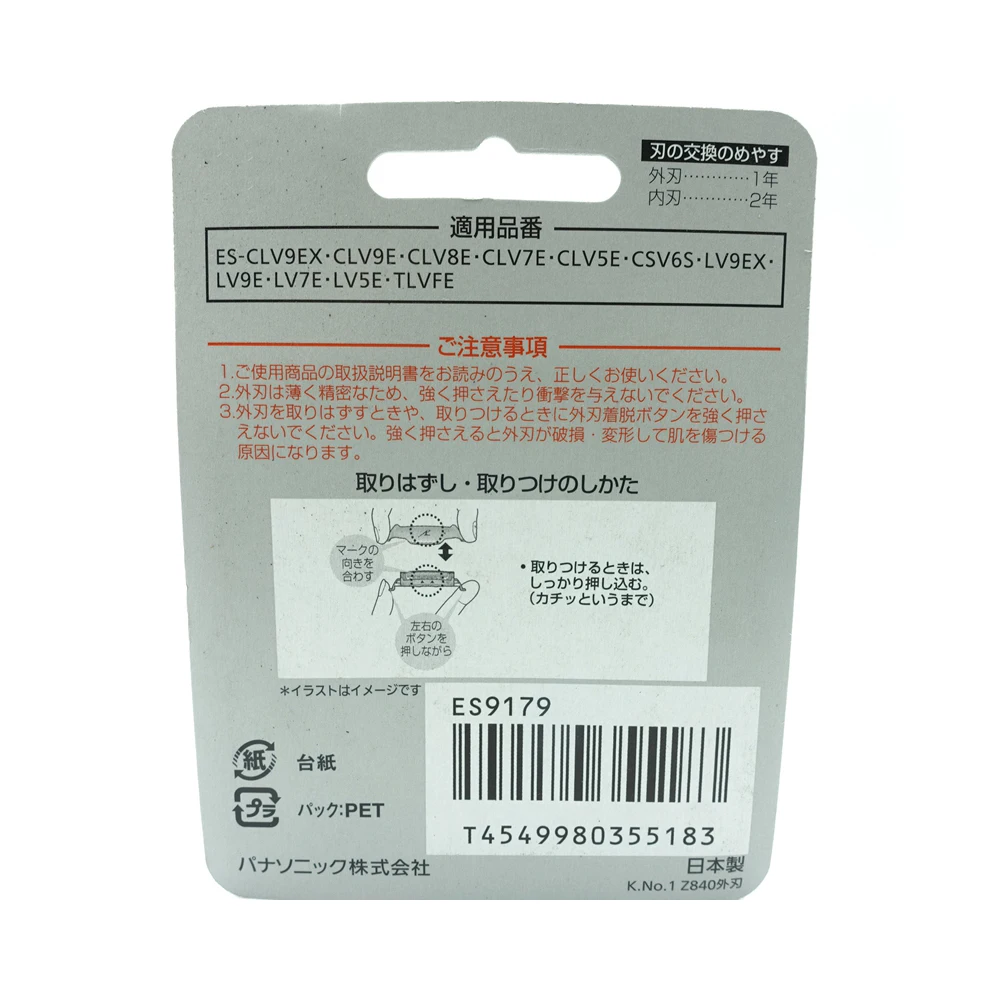 刃の交換のめやす
外刃…………1年
内刃…………2年
適用品番
ES-CLV9EX・CLV9E・CLV8E・CLV7E・CLV5E・CSV6S・LV9EX・
LV9E・LV7E・LV5E・TLVFE
ご注意事項
1.ご使用商品の取扱説明書をお読みのうえ、正しくお使いください。
2.外刃は薄く精密なため、強く押さえたり衝撃を与えないでください。
3.外刃を取りはずすときや、取りつけるときに外刃着脱ボタンを強く押さ
えないでください。強く押さえると外刃が破損・変形して肌を傷つける
原因になります。
取りはずし・取りつけのしかた
マークの
向きを
合わす
・取りつけるときは、
しっかり押し込む。
(カチッというまで)
左右の
ボタンを
押しながら
*イラストはイメージです
ES9179
T4549980355183
紙 台紙
プラ パック:PET
パナソニック株式会社
日本製
K.No.1 Z840外刃